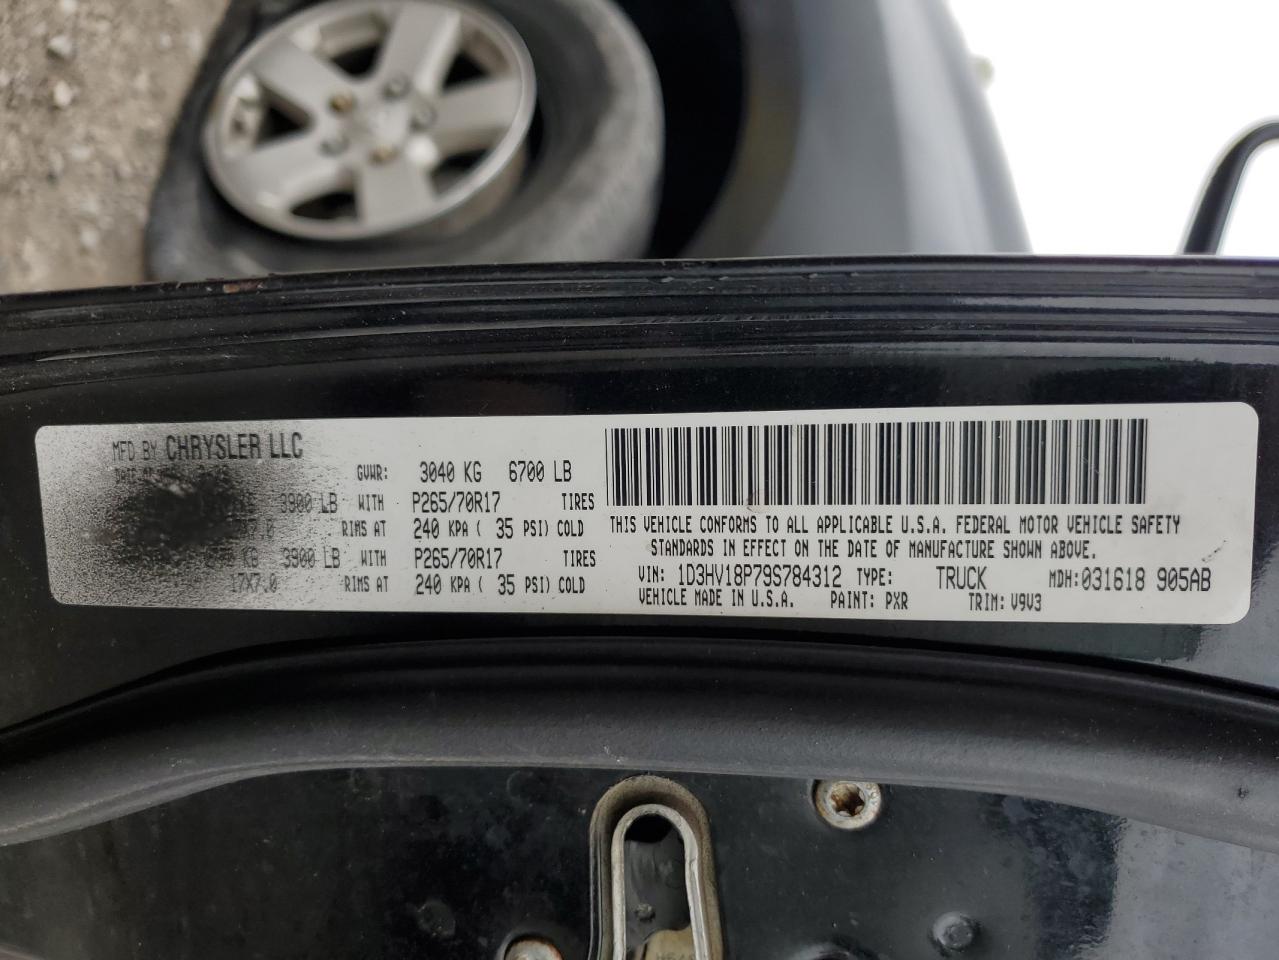 MFD BY CHRYSLER LLC
GVWR: 3040 KG 6700 LB
3900 LB WITH P265/70R17 TIRES
RIMS AT 240 KPA ( 35 PSI) COLD
KG 3900 LB WITH P265/70R17 TIRES
17X7.0 RIMS AT 240 KPA ( 35 PSI) COLD
THIS VEHICLE CONFORMS TO ALL APPLICABLE U.S.A. FEDERAL MOTOR VEHICLE SAFETY
STANDARDS IN EFFECT ON THE DATE OF MANUFACTURE SHOWN ABOVE.
VIN: 1D3HV18P79S784312 TYPE: TRUCK MDH:031618 905AB
VEHICLE MADE IN U.S.A. PAINT: PXR TRIM: V9V3